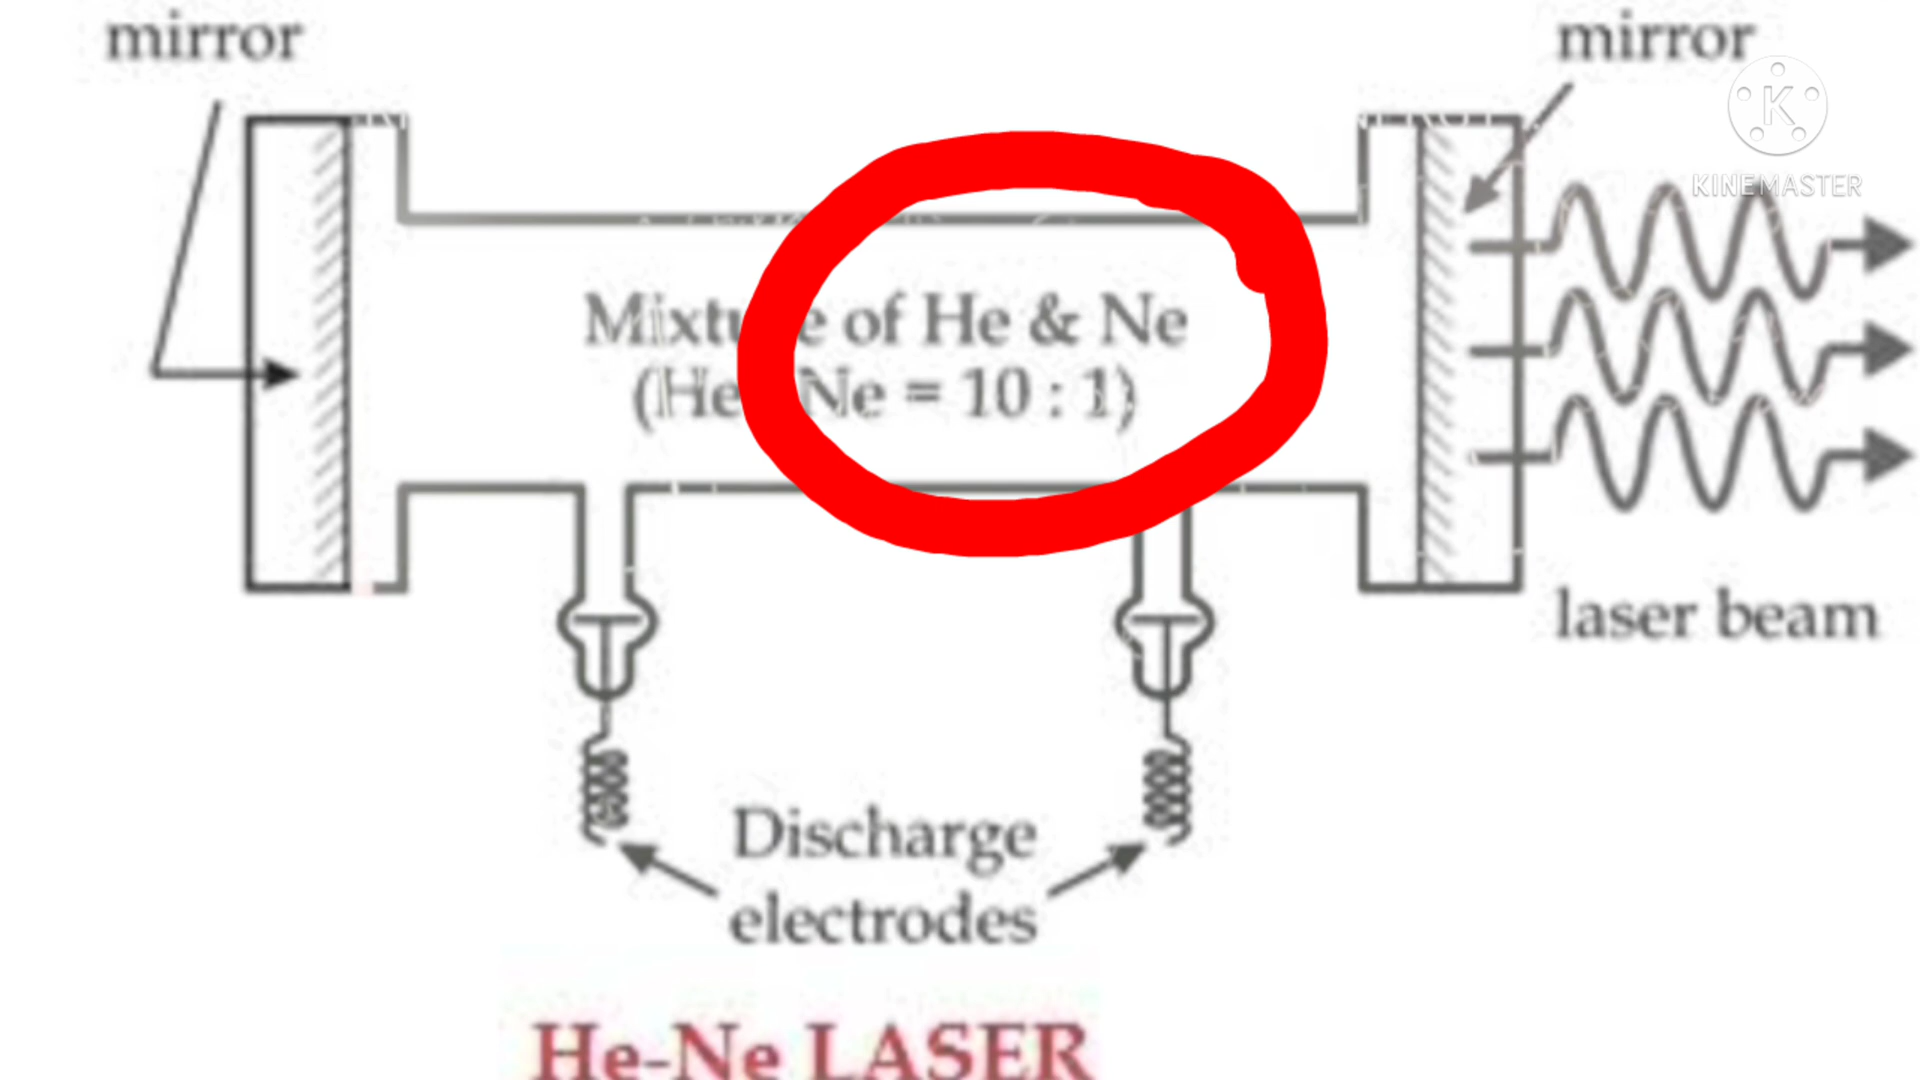 mirror
mirror
K
KINEMASTER
Mixture of He & Ne
(He Ne = 10 : 1)
laser beam
Discharge
electrodes
He-Ne LASER